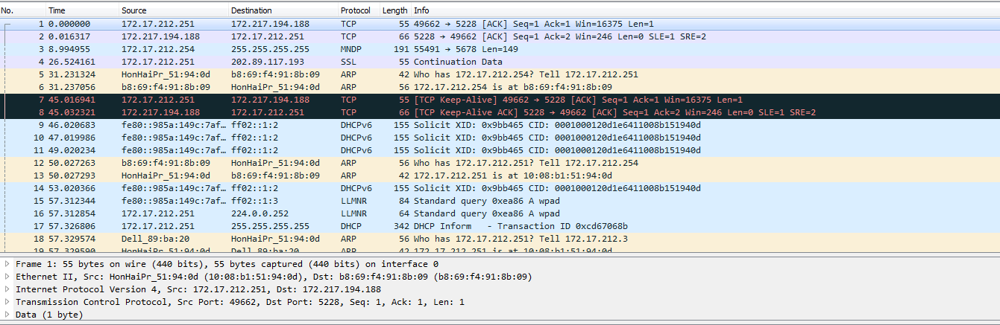 No. Time Source Destination Protocol Length Info
1 0.000000 172.17.212.251 172.217.194.188 TCP 55 49662 → 5228 [ACK] Seq=1 Ack=1 Win=16375 Len=1
2 0.016317 172.217.194.188 172.17.212.251 TCP 66 5228 → 49662 [ACK] Seq=1 Ack=2 Win=246 Len=0 SLE=1 SRE=2
3 8.994955 172.17.212.254 255.255.255.255 MNDP 191 55491 → 5678 Len=149
4 26.524161 172.17.212.251 202.89.117.193 SSL 55 Continuation Data
5 31.231324 HonHaiPr_51:94:0d b8:69:f4:91:8b:09 ARP 42 Who has 172.17.212.254? Tell 172.17.212.251
6 31.237056 b8:69:f4:91:8b:09 HonHaiPr_51:94:0d ARP 56 172.17.212.254 is at b8:69:f4:91:8b:09
7 45.016941 172.17.212.251 172.217.194.188 TCP 55 [TCP Keep-Alive] 49662 → 5228 [ACK] Seq=1 Ack=1 Win=16375 Len=1
8 45.032321 172.217.194.188 172.17.212.251 TCP 66 [TCP Keep-Alive ACK] 5228 → 49662 [ACK] Seq=1 Ack=2 Win=246 Len=0 SLE=1 SRE=2
9 46.020683 fe80::985a:149c:7af… ff02::1:2 DHCPv6 155 Solicit XID: 0x9bb465 CID: 0001000120d1e6411008b151940d
10 47.019986 fe80::985a:149c:7af… ff02::1:2 DHCPv6 155 Solicit XID: 0x9bb465 CID: 0001000120d1e6411008b151940d
11 49.020234 fe80::985a:149c:7af… ff02::1:2 DHCPv6 155 Solicit XID: 0x9bb465 CID: 0001000120d1e6411008b151940d
12 50.027263 b8:69:f4:91:8b:09 HonHaiPr_51:94:0d ARP 56 Who has 172.17.212.251? Tell 172.17.212.254
13 50.027293 HonHaiPr_51:94:0d b8:69:f4:91:8b:09 ARP 42 172.17.212.251 is at 10:08:b1:51:94:0d
14 53.020366 fe80::985a:149c:7af… ff02::1:2 DHCPv6 155 Solicit XID: 0x9bb465 CID: 0001000120d1e6411008b151940d
15 57.312344 fe80::985a:149c:7af… ff02::1:3 LLMNR 84 Standard query 0xea86 A wpad
16 57.312854 172.17.212.251 224.0.0.252 LLMNR 64 Standard query 0xea86 A wpad
17 57.326806 172.17.212.251 255.255.255.255 DHCP 342 DHCP Inform - Transaction ID 0xcd67068b
18 57.329574 Dell_89:ba:20 HonHaiPr_51:94:0d ARP 56 Who has 172.17.212.251? Tell 172.17.212.3
19 57.329590 HonHaiPr_51:94:0d Dell_89:ba:20 ARP 42 172.17.212.251 is at 10:08:b1:51:94:0d
Frame 1: 55 bytes on wire (440 bits), 55 bytes captured (440 bits) on interface 0
Ethernet II, Src: HonHaiPr_51:94:0d (10:08:b1:51:94:0d), Dst: b8:69:f4:91:8b:09 (b8:69:f4:91:8b:09)
Internet Protocol Version 4, Src: 172.17.212.251, Dst: 172.217.194.188
Transmission Control Protocol, Src Port: 49662, Dst Port: 5228, Seq: 1, Ack: 1, Len: 1
Data (1 byte)